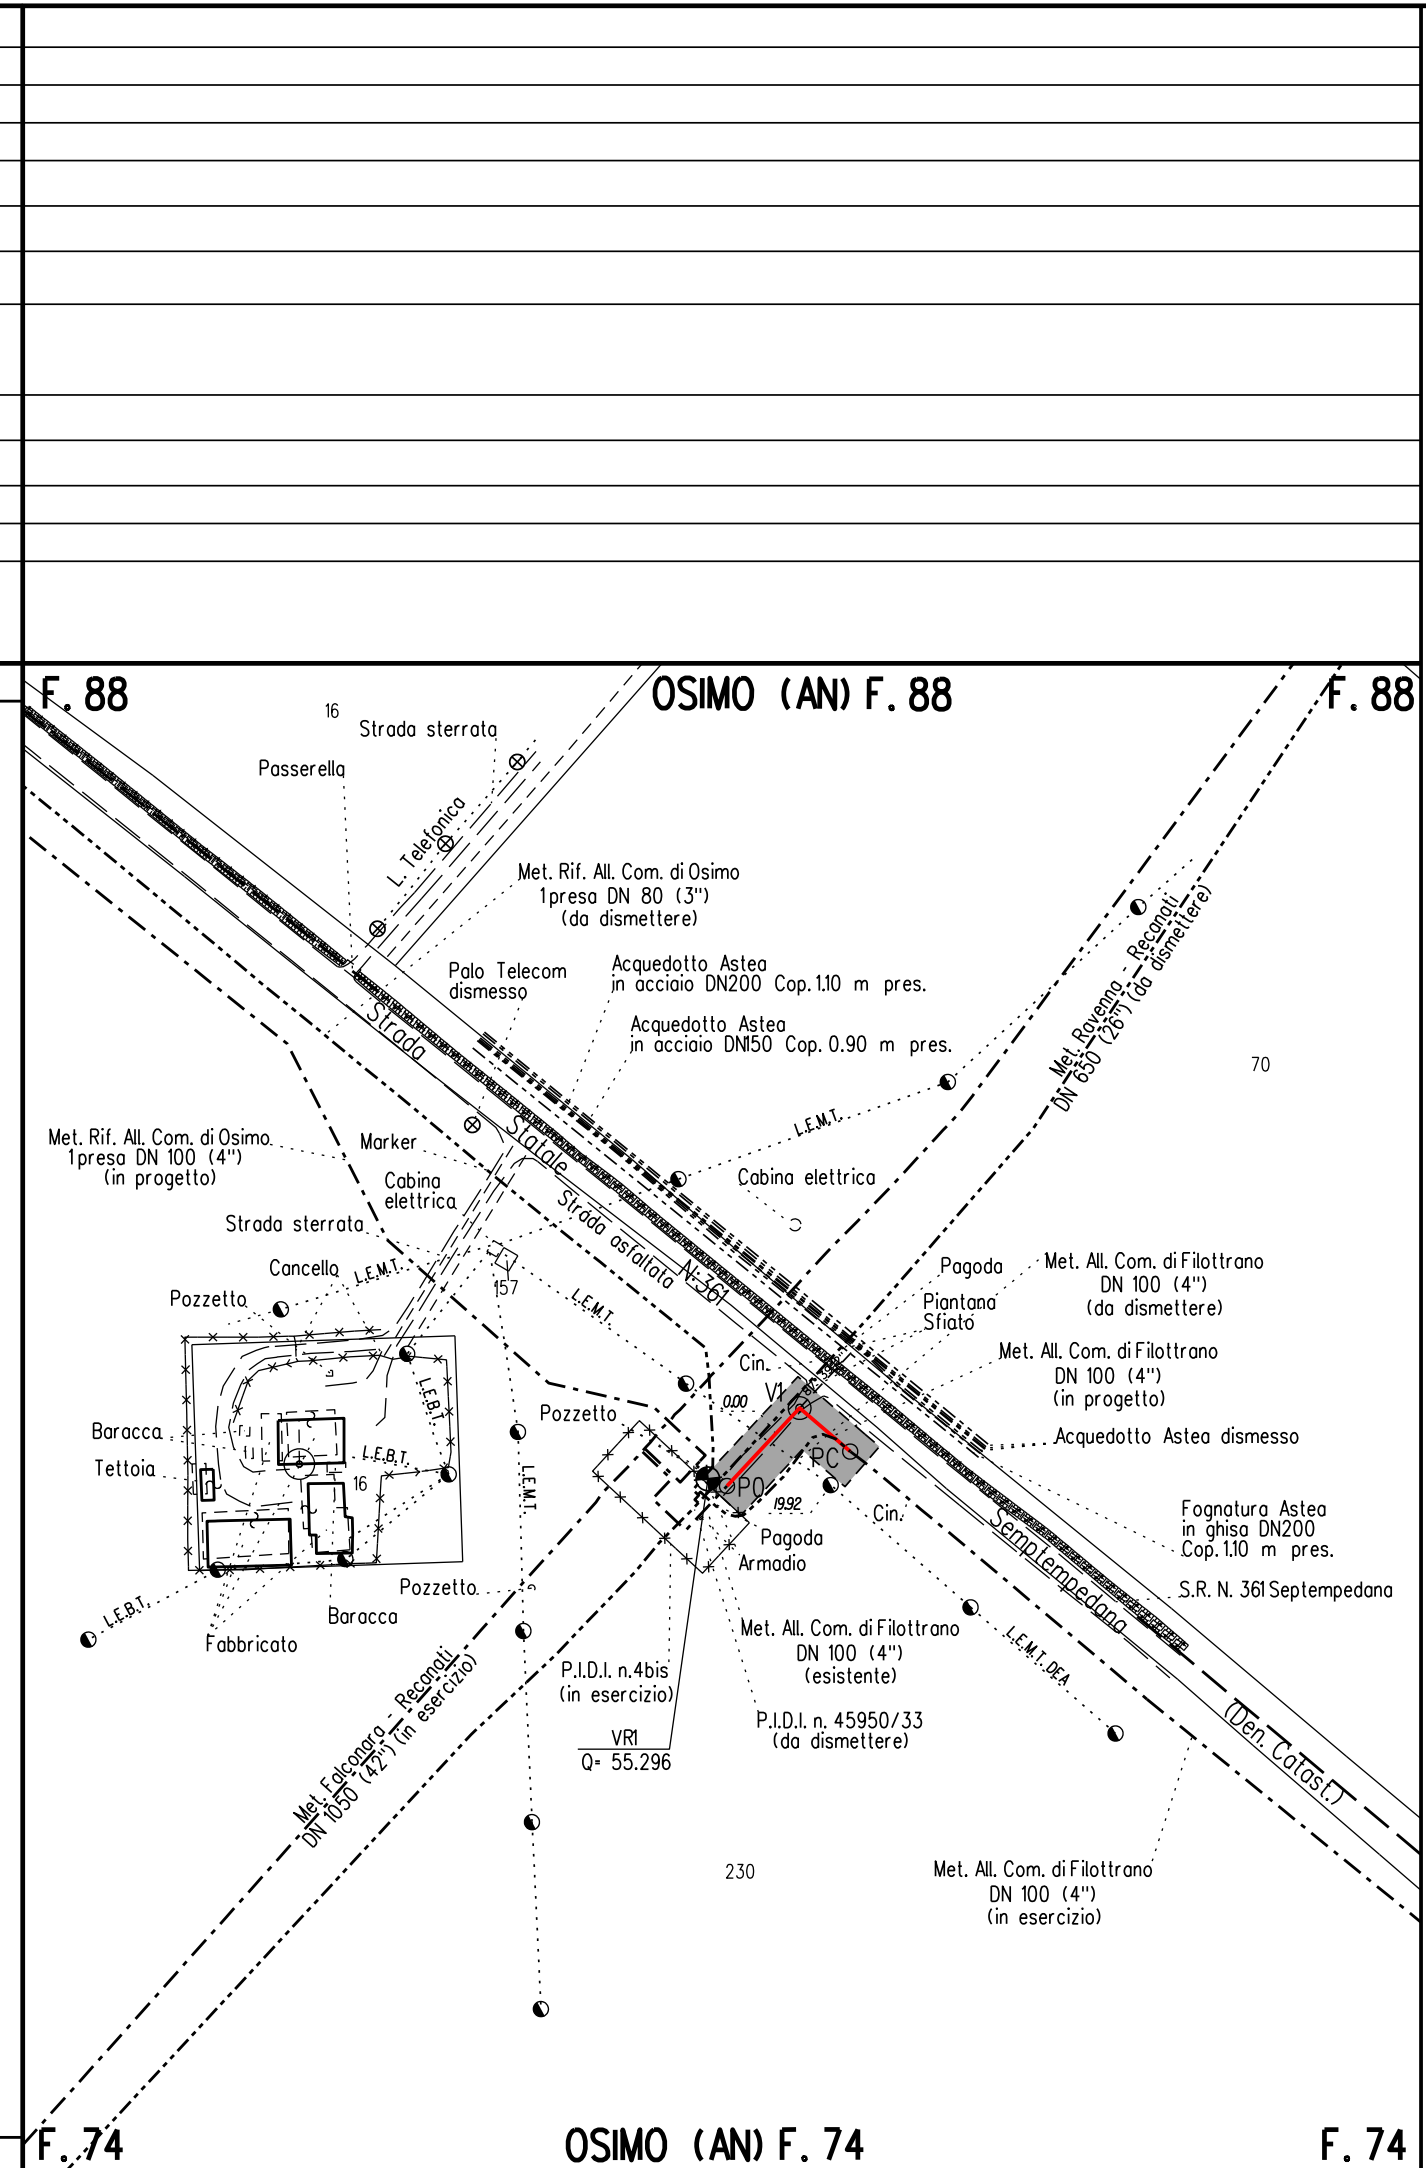 F. 88
OSIMO (AN) F. 88
F. 88
16
Strada sterrata
Passerella
L. Telefonica
Met. Rif. All. Com. di Osimo
1 presa DN 80 (3")
(da dismettere)
Palo Telecom
dismesso
Acquedotto Astea
in acciaio DN200 Cop. 1.10 m pres.
Acquedotto Astea
in acciaio DN150 Cop. 0.90 m pres.
Met. Ravenna - Recanati
DN 650 (26") (da dismettere)
70
Strada
Statale
N. 361
Semptempedana
(Den. Catast.)
Strada asfaltata
L.E.M.T.
Met. Rif. All. Com. di Osimo
1 presa DN 100 (4")
(in progetto)
Marker
Cabina
elettrica
Cabina elettrica
Strada sterrata
Cancello
L.E.M.T.
Pozzetto
157
L.E.M.T.
Pagoda
Piantana
Sfiato
Met. All. Com. di Filottrano
DN 100 (4")
(da dismettere)
Met. All. Com. di Filottrano
DN 100 (4")
(in progetto)
Cin.
V1
0.00
Pozzetto
L.E.B.T.
Baracca
Tettoia
L.E.B.T.
16
L.E.M.T.
P0
PC
19.92
Cin.
Acquedotto Astea dismesso
Pagoda
Armadio
Fognatura Astea
in ghisa DN200
Cop. 1.10 m pres.
S.R. N. 361 Septempedana
Pozzetto
L.E.B.T.
Baracca
Fabbricato
Met. All. Com. di Filottrano
DN 100 (4")
(esistente)
L.E.M.T. DEA
P.I.D.I. n.4bis
(in esercizio)
P.I.D.I. n. 45950/33
(da dismettere)
VR1
Q= 55.296
Met. Falconara - Recanati
DN 1050 (42") (in esercizio)
230
Met. All. Com. di Filottrano
DN 100 (4")
(in esercizio)
F. 74
OSIMO (AN) F. 74
F. 74